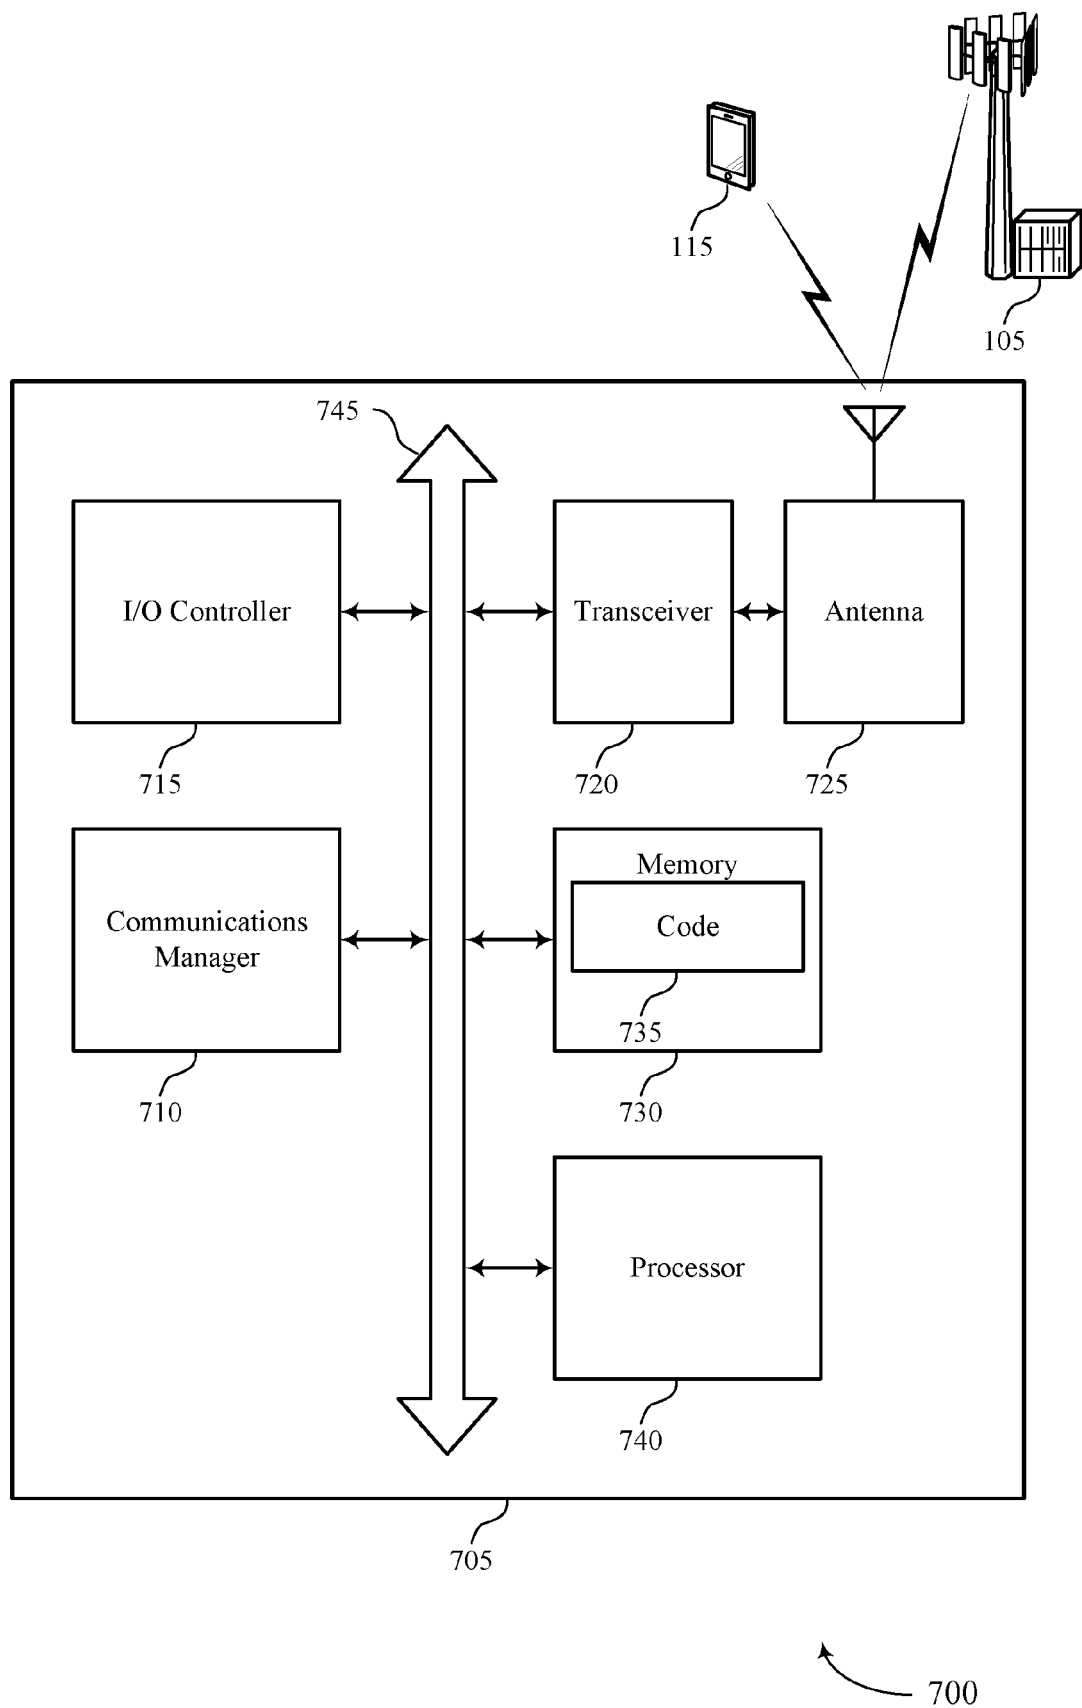 115
105
745
I/O Controller
Transceiver
Antenna
715
720
725
Communications
Manager
Memory
Code
735
710
730
Processor
740
705
700